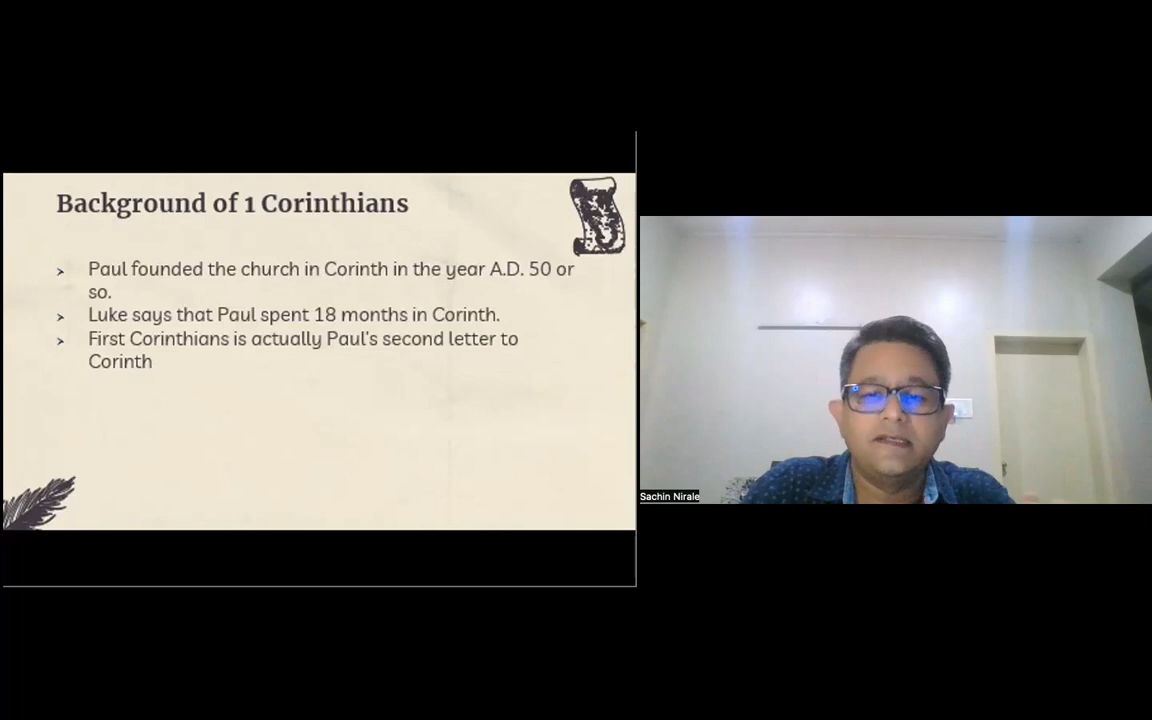 Background of 1 Corinthians
➤ Paul founded the church in Corinth in the year A.D. 50 or
so.
➤ Luke says that Paul spent 18 months in Corinth.
➤ First Corinthians is actually Paul's second letter to
Corinth
Sachin Nirale